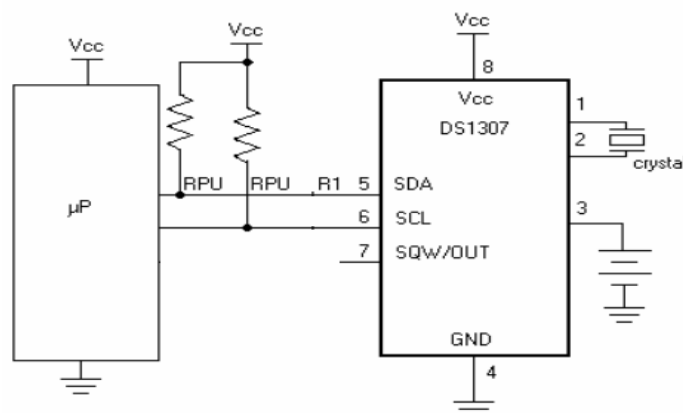 Vcc
Vcc
Vcc
8
Vcc
DS1307
1
2
crysta
RPU
RPU
R1
5
SDA
µP
6
SCL
3
7
SQW/OUT
GND
4